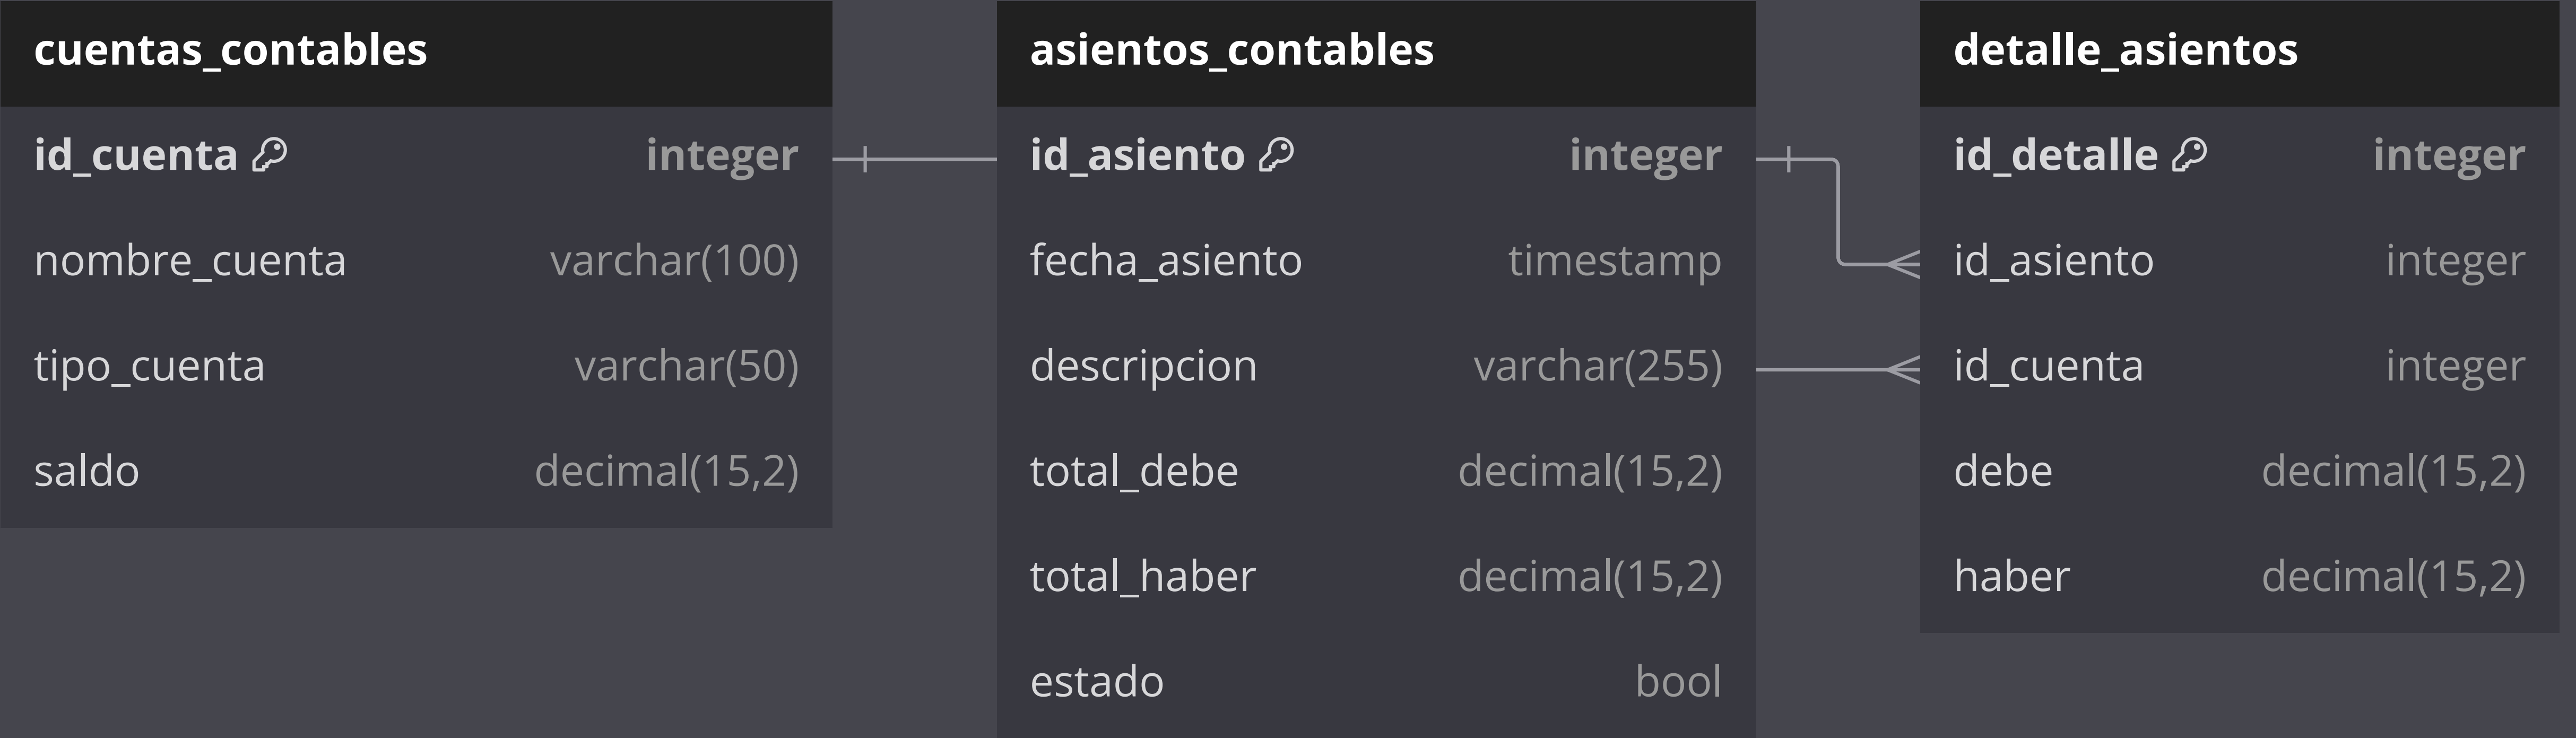 cuentas_contables
id_cuenta integer
nombre_cuenta varchar(100)
tipo_cuenta varchar(50)
saldo decimal(15,2)
asientos_contables
id_asiento integer
fecha_asiento timestamp
descripcion varchar(255)
total_debe decimal(15,2)
total_haber decimal(15,2)
estado bool
detalle_asientos
id_detalle integer
id_asiento integer
id_cuenta integer
debe decimal(15,2)
haber decimal(15,2)